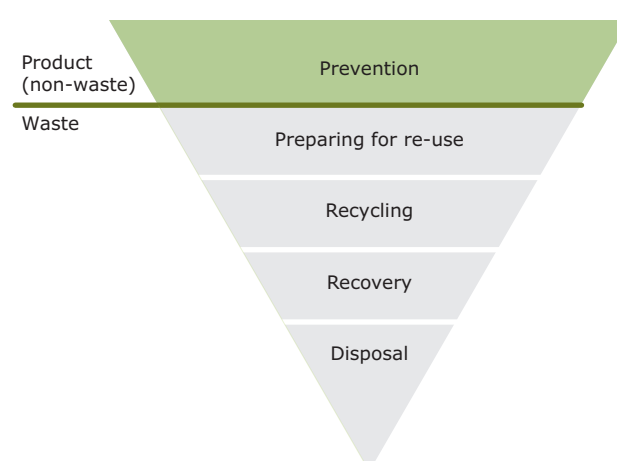 Product
(non-waste)
Prevention
Waste
Preparing for re-use
Recycling
Recovery
Disposal